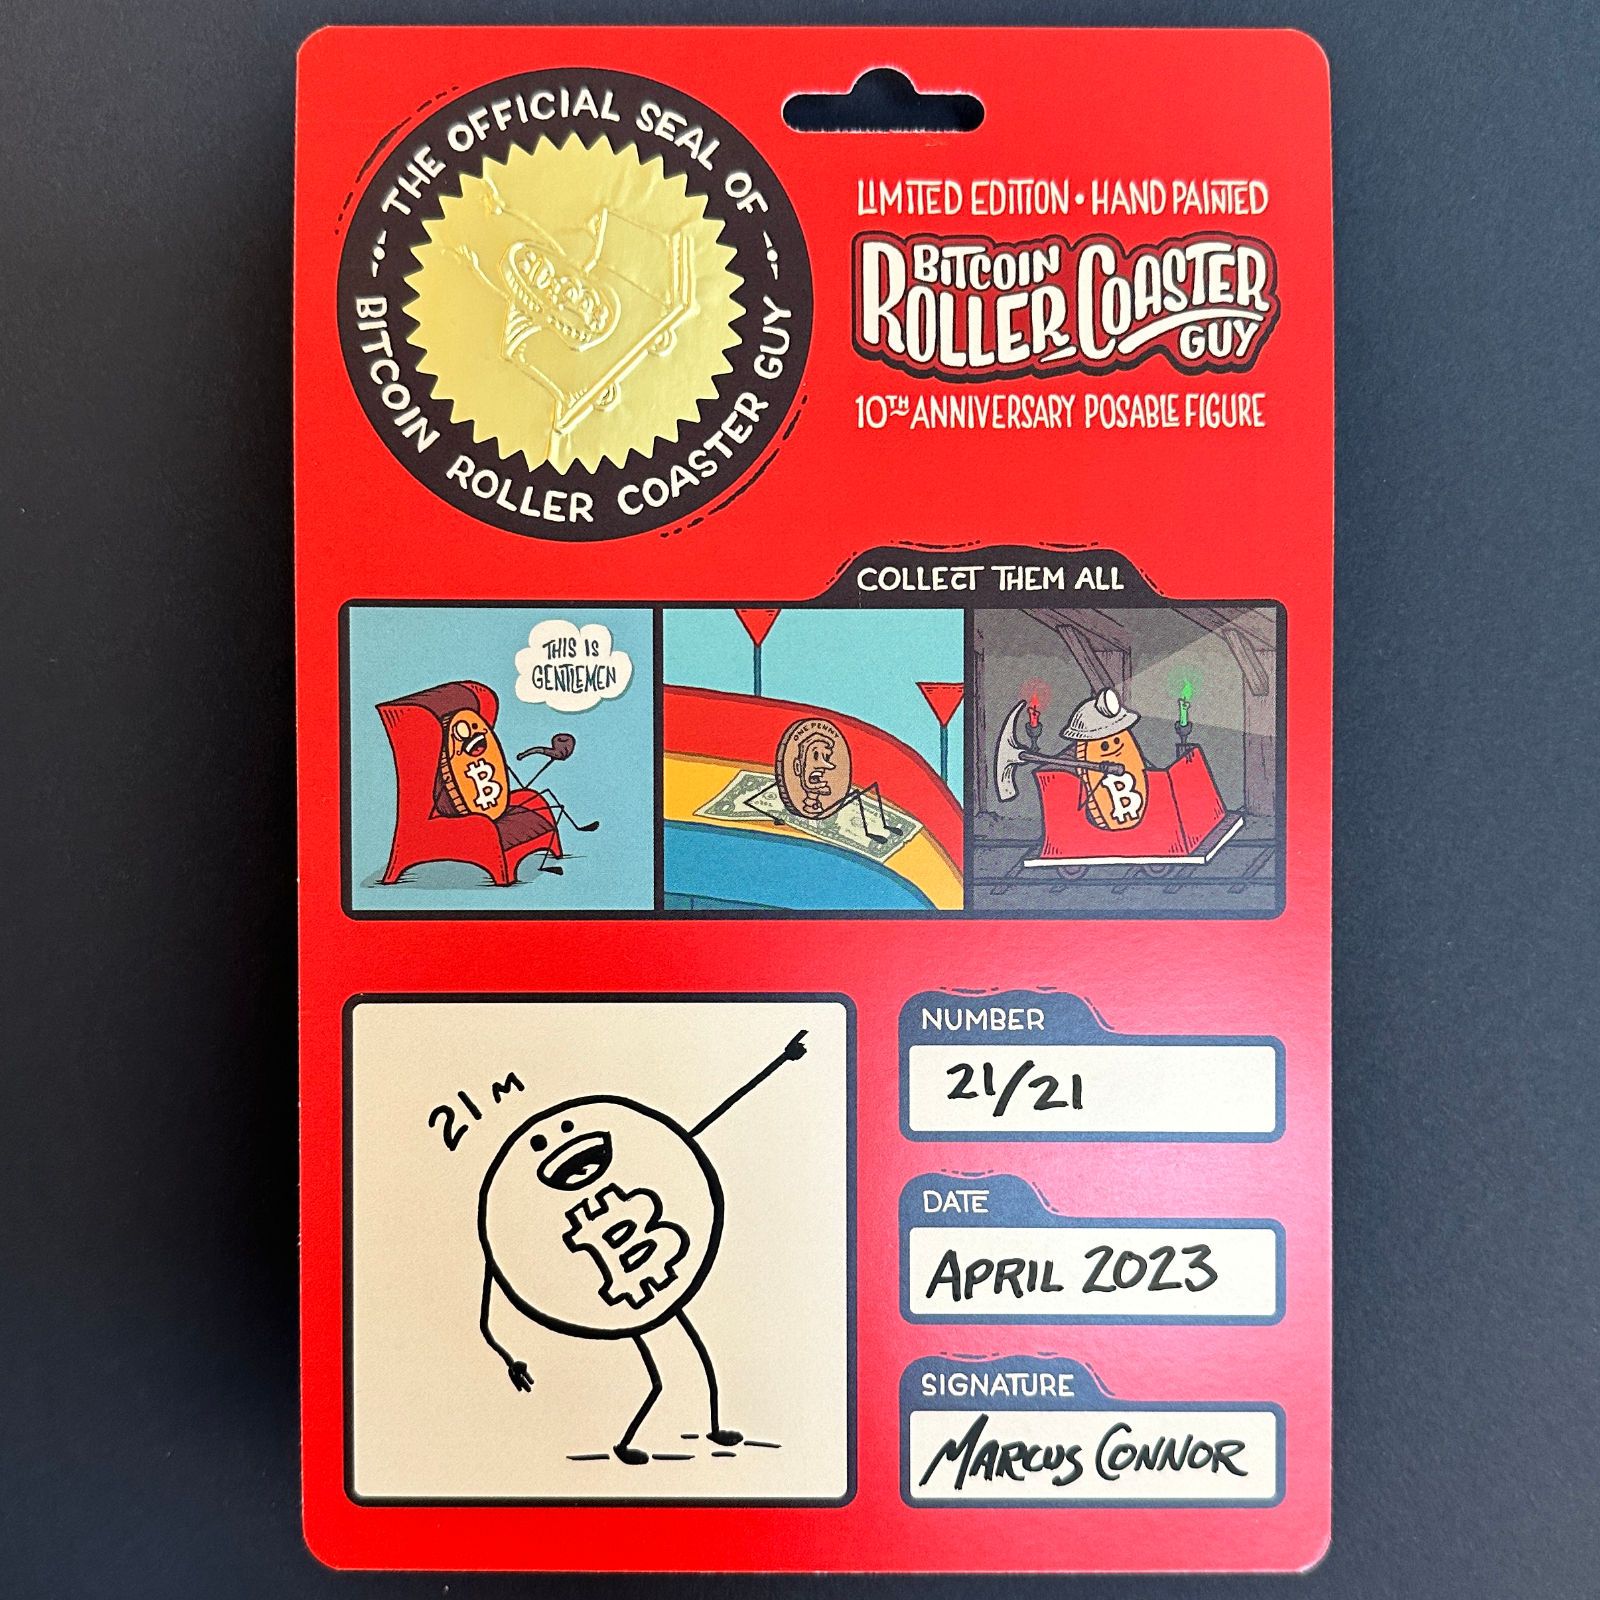 THE OFFICIAL SEAL OF
BITCOIN ROLLER COASTER GUY
LIMITED EDITION • HAND PAINTED
BITCOIN
ROLLER COASTER
GUY
10TH ANNIVERSARY POSABLE FIGURE
COLLECT THEM ALL
THIS IS
GENTLEMEN
ONE PENNY
21M
NUMBER
21/21
DATE
APRIL 2023
SIGNATURE
MARCUS CONNOR